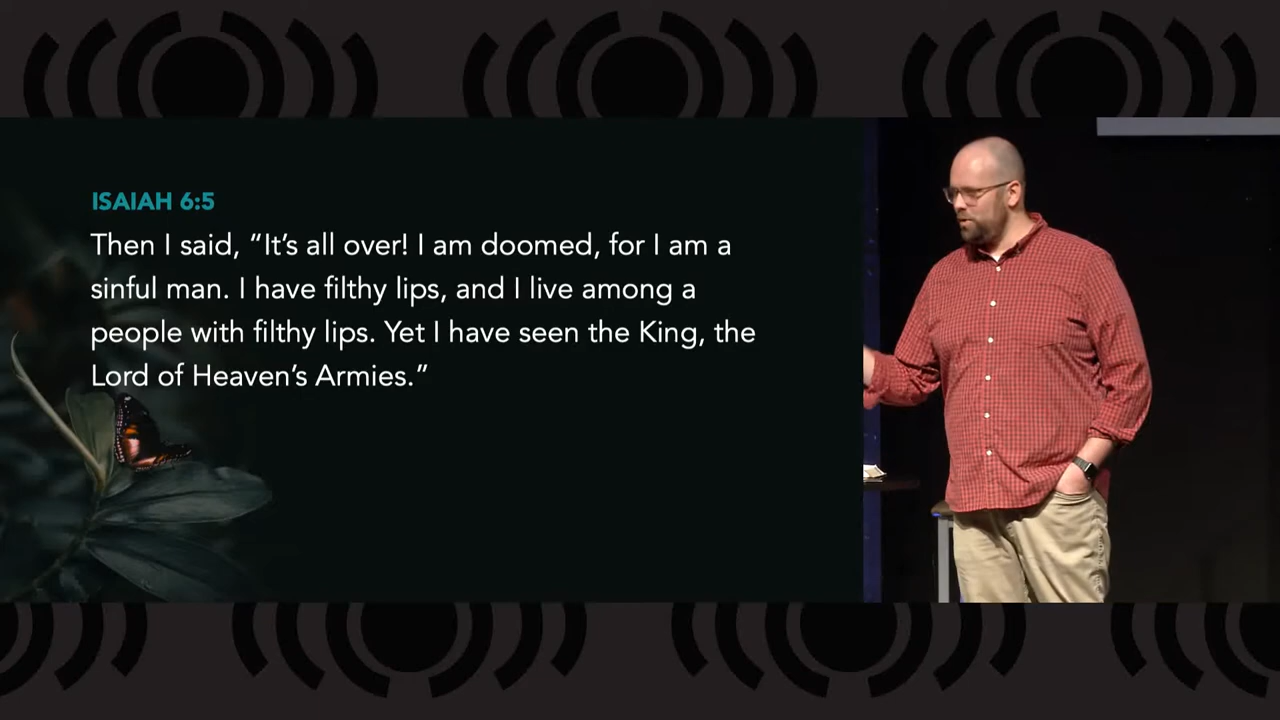 ISAIAH 6:5
Then I said, “It’s all over! I am doomed, for I am a
sinful man. I have filthy lips, and I live among a
people with filthy lips. Yet I have seen the King, the
Lord of Heaven’s Armies.”